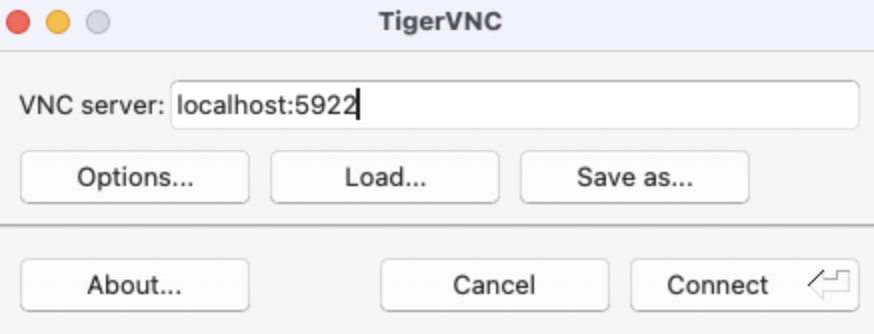 TigerVNC
VNC server: localhost:5922
Options... Load... Save as...
About... Cancel Connect